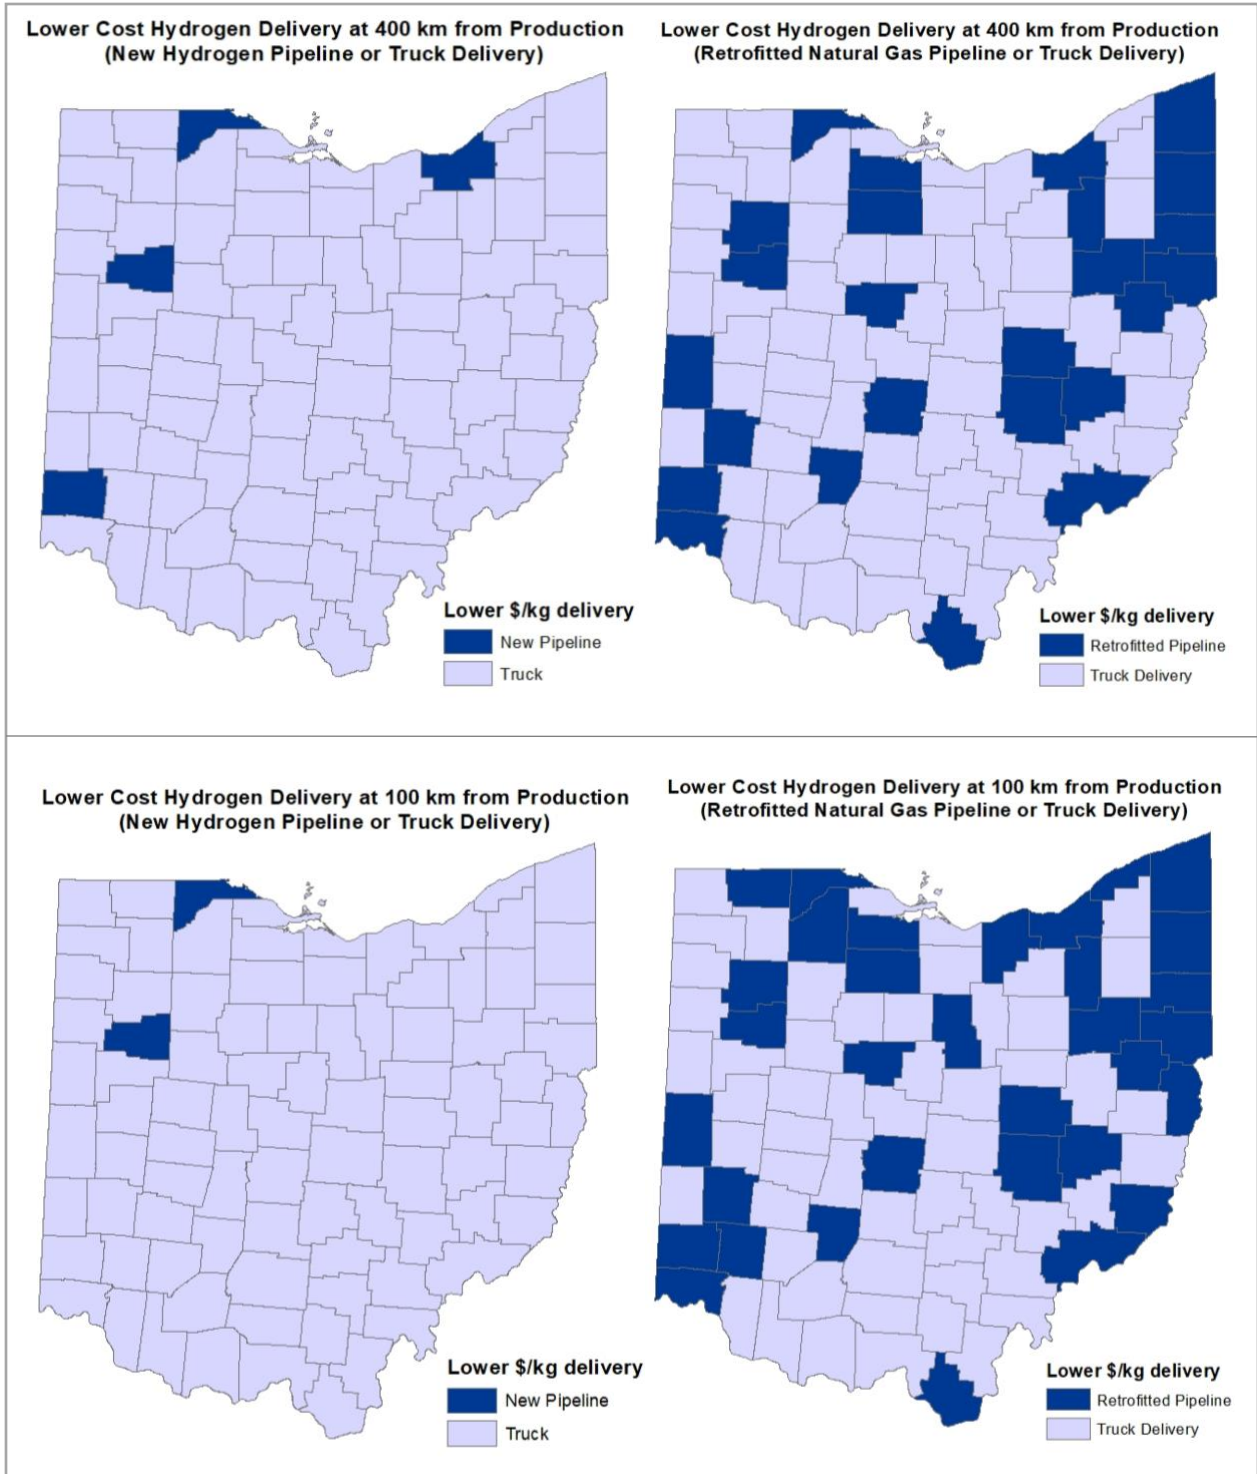 Lower Cost Hydrogen Delivery at 400 km from Production
(New Hydrogen Pipeline or Truck Delivery)
Lower $/kg delivery
New Pipeline
Truck
Lower Cost Hydrogen Delivery at 400 km from Production
(Retrofitted Natural Gas Pipeline or Truck Delivery)
Lower $/kg delivery
Retrofitted Pipeline
Truck Delivery
Lower Cost Hydrogen Delivery at 100 km from Production
(New Hydrogen Pipeline or Truck Delivery)
Lower $/kg delivery
New Pipeline
Truck
Lower Cost Hydrogen Delivery at 100 km from Production
(Retrofitted Natural Gas Pipeline or Truck Delivery)
Lower $/kg delivery
Retrofitted Pipeline
Truck Delivery